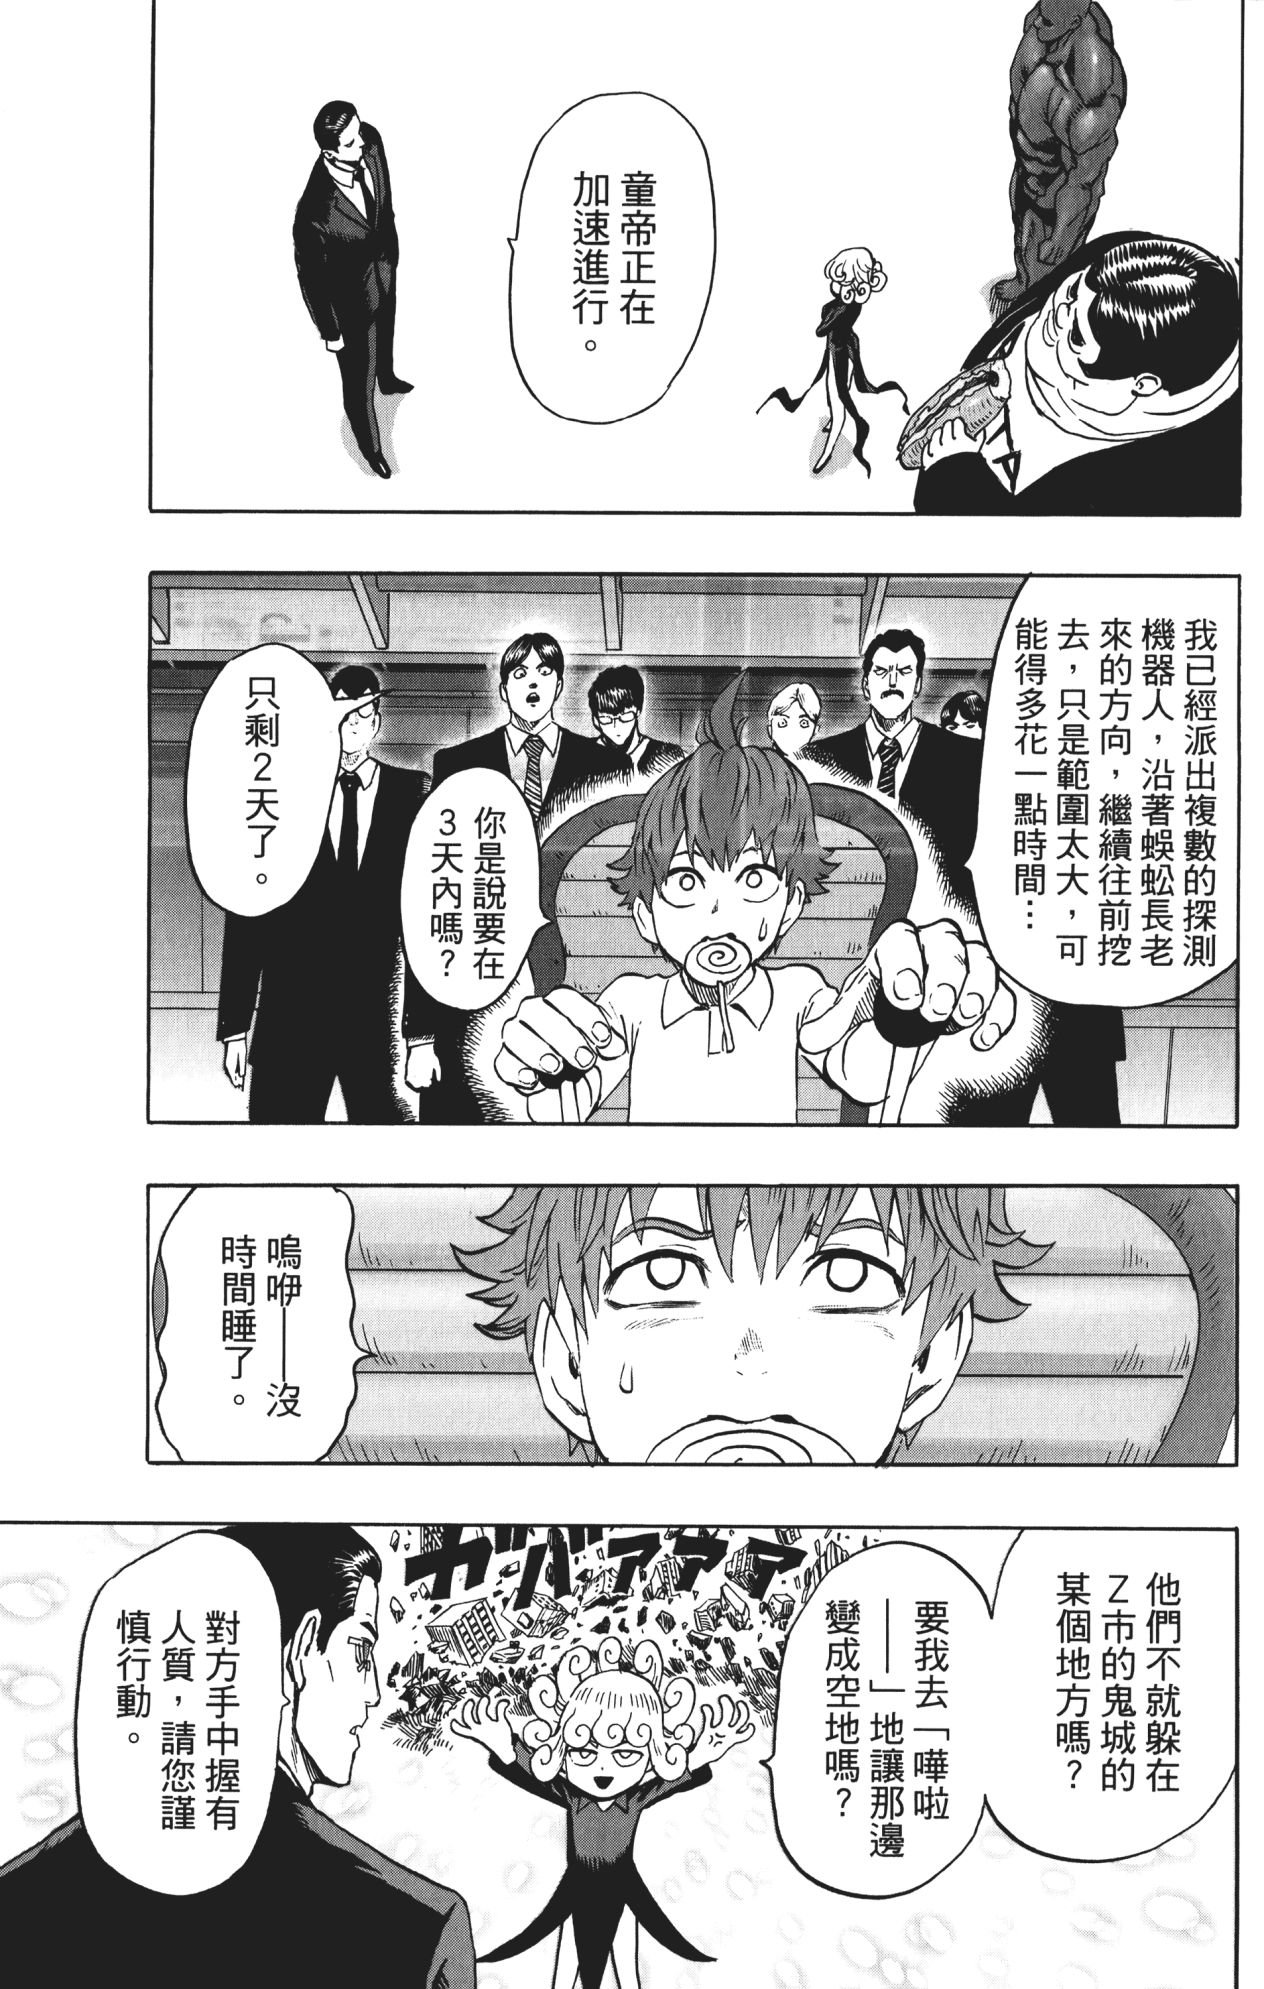 童帝正在
加速進行。
我已經派出複數的探測
機器人，沿著蜈蚣長老
來的方向，繼續往前挖
去，只是範圍太大，可
能得多花一點時間…
你是說要在
3天內嗎？
只剩2天了。
嗚咿——沒
時間睡了。
他們不就躲在
Z市的鬼城的
某個地方嗎？
要我去「嘩啦
——」地讓那邊
變成空地嗎？
ガバァァァ
對方手中握有
人質，請您謹
慎行動。